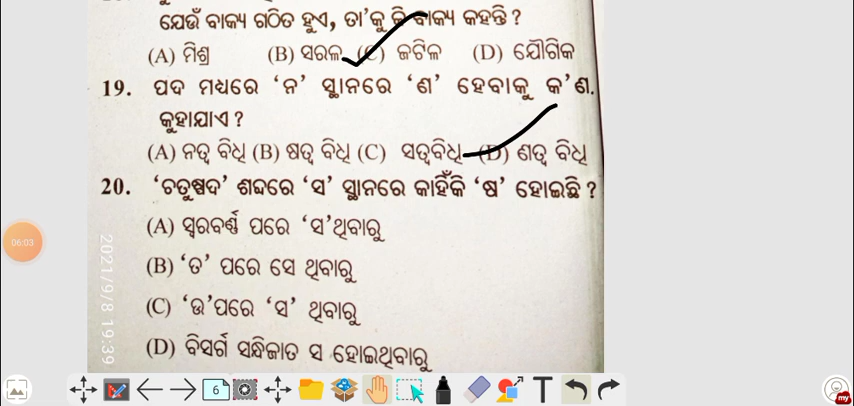 ଯେଉଁ ବାକ୍ୟ ଗଠିତ ହୁଏ, ତା'କୁ କି ବାକ୍ୟ କହନ୍ତି ?
(A) ମିଶ୍ର (B) ସରଳ (C) ଜଟିଳ (D) ଯୌଗିକ
19. ପଦ ମଧ୍ୟରେ 'ନ' ସ୍ଥାନରେ 'ଣ' ହେବାକୁ କ'ଣ
କୁହାଯାଏ ?
(A) ନତ୍ୱ ବିଧି (B) ଷତ୍ୱ ବିଧି (C) ସତ୍ୱବିଧି (D) ଣତ୍ୱ ବିଧି
20. 'ଚତୁଷ୍ପଦ' ଶବ୍ଦରେ 'ସ' ସ୍ଥାନରେ କାହିଁକି 'ଷ' ହୋଇଛି ?
(A) ସ୍ୱରବର୍ଣ୍ଣ ପରେ 'ସ' ଥିବାରୁ
(B) 'ତ' ପରେ ସେ ଥିବାରୁ
(C) 'ଉ'ପରେ 'ସ' ଥିବାରୁ
(D) ବିସର୍ଗ ସନ୍ଧିଜାତ ସ ହୋଇଥିବାରୁ
06:03
2021/9/8 19:39
6
T
my